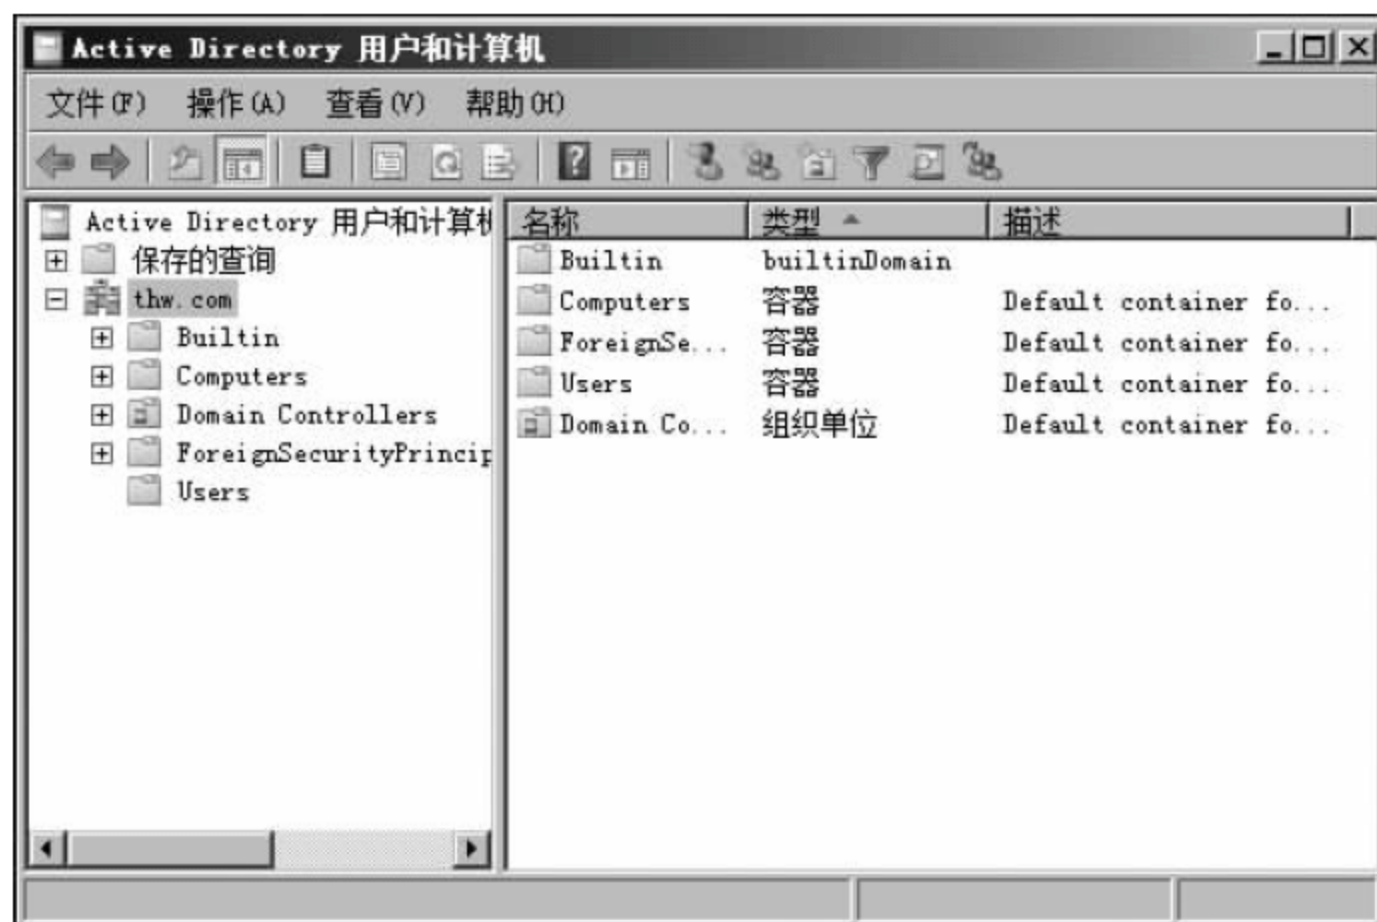 Active Directory 用户和计算机
文件(F) 操作(A) 查看(V) 帮助(H)
Active Directory 用户和计算机
保存的查询
thw.com
Builtin
Computers
Domain Controllers
ForeignSecurityPrincip
Users
名称 类型 描述
Builtin builtinDomain
Computers 容器 Default container fo...
ForeignSe... 容器 Default container fo...
Users 容器 Default container fo...
Domain Co... 组织单位 Default container fo...